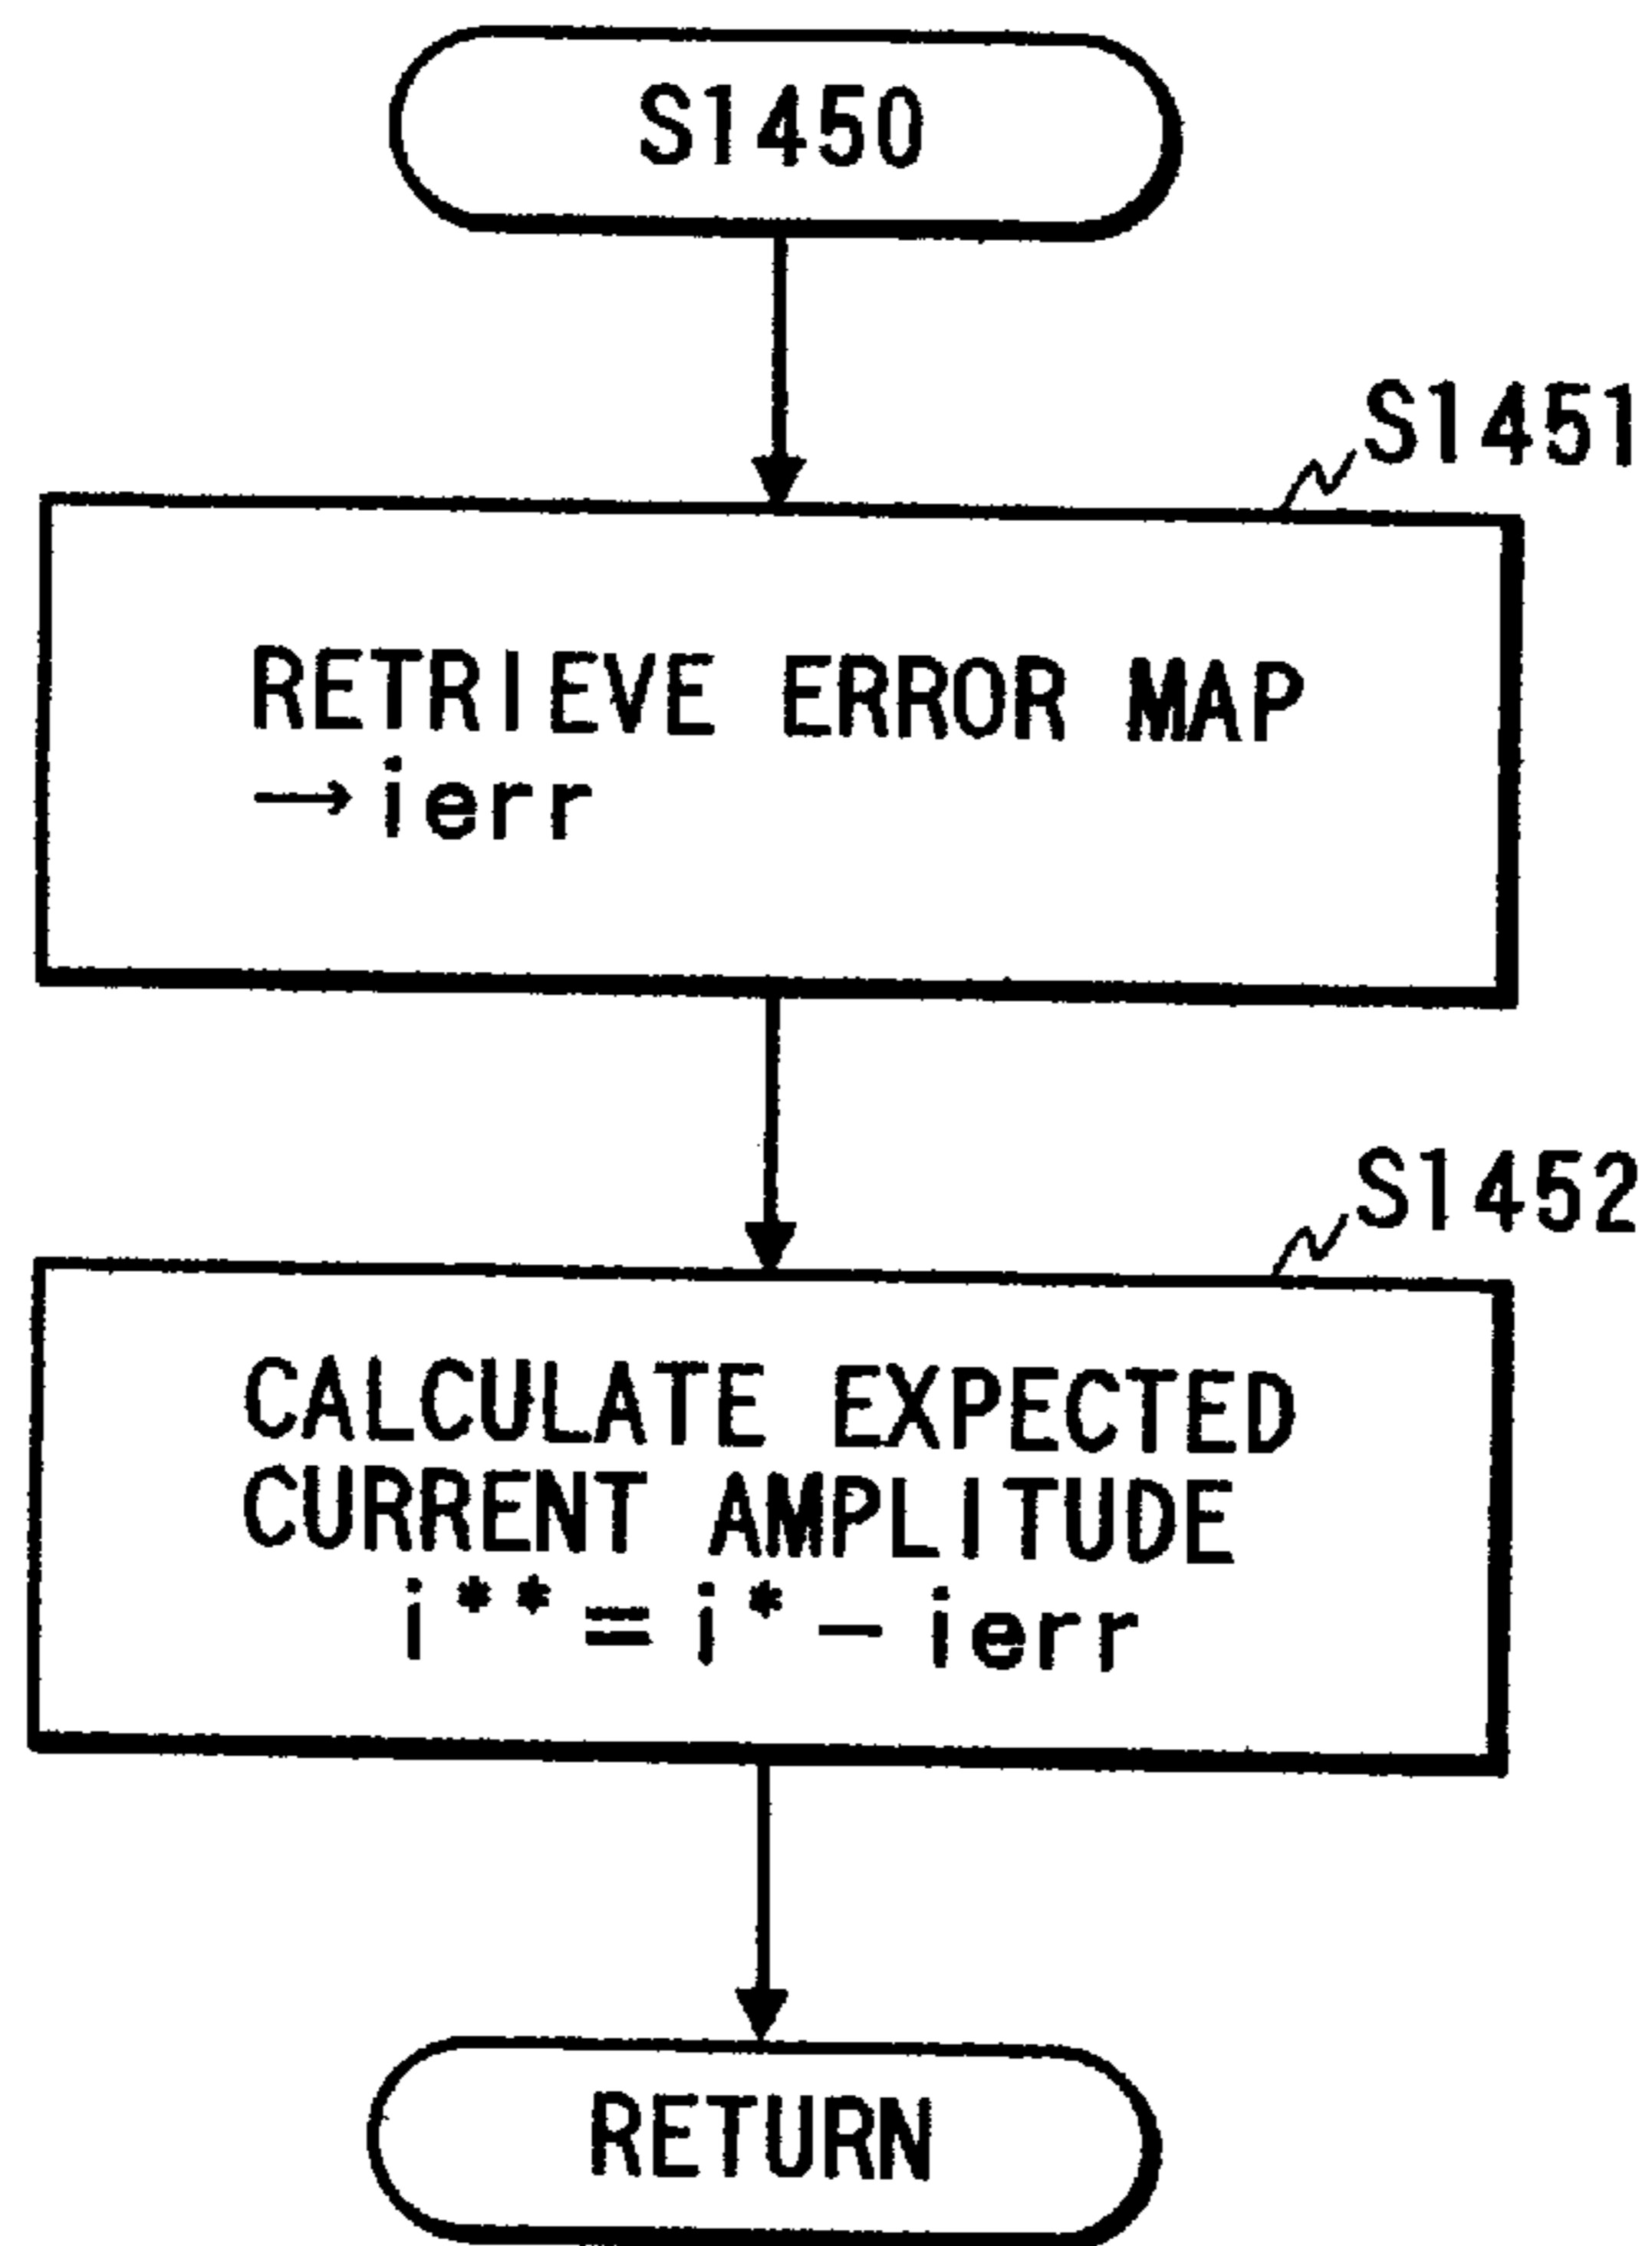 S1450
S1451
RETRIEVE ERROR MAP
→ierr
S1452
CALCULATE EXPECTED
CURRENT AMPLITUDE
i**=i*-ierr
RETURN